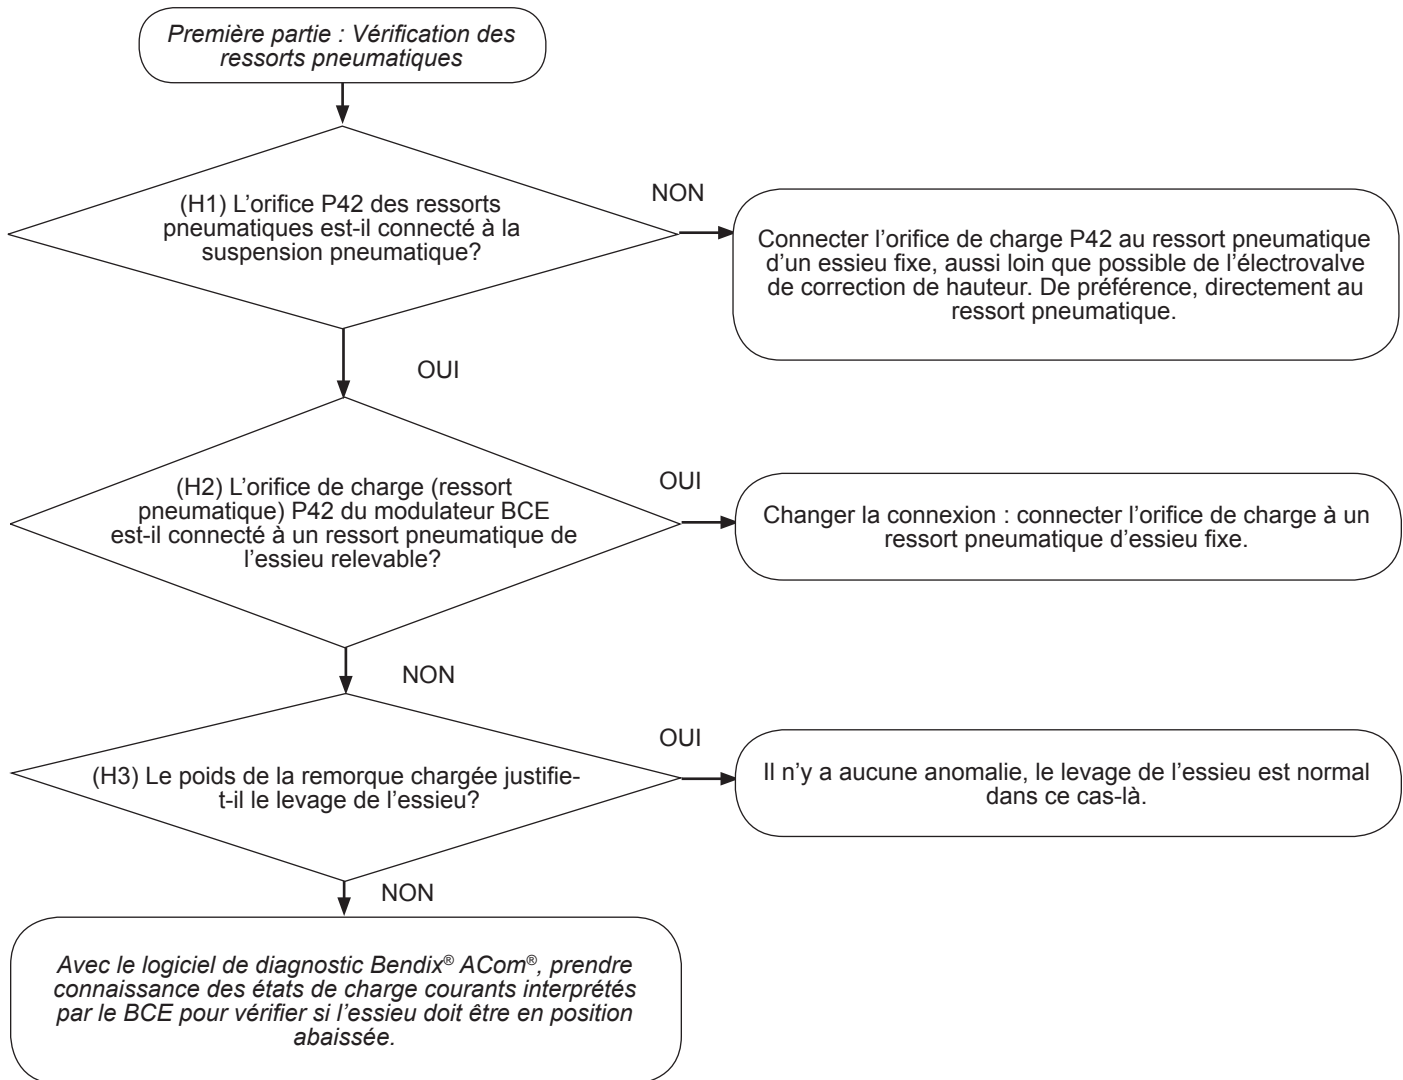 Première partie : Vérification des
ressorts pneumatiques
(H1) L’orifice P42 des ressorts
pneumatiques est-il connecté à la
suspension pneumatique?
NON
Connecter l’orifice de charge P42 au ressort pneumatique
d’un essieu fixe, aussi loin que possible de l’électrovalve
de correction de hauteur. De préférence, directement au
ressort pneumatique.
OUI
(H2) L’orifice de charge (ressort
pneumatique) P42 du modulateur BCE
est-il connecté à un ressort pneumatique de
l’essieu relevable?
OUI
Changer la connexion : connecter l’orifice de charge à un
ressort pneumatique d’essieu fixe.
NON
(H3) Le poids de la remorque chargée justifie-
t-il le levage de l’essieu?
OUI
Il n’y a aucune anomalie, le levage de l’essieu est normal
dans ce cas-là.
NON
Avec le logiciel de diagnostic Bendix® ACom®, prendre
connaissance des états de charge courants interprétés
par le BCE pour vérifier si l’essieu doit être en position
abaissée.